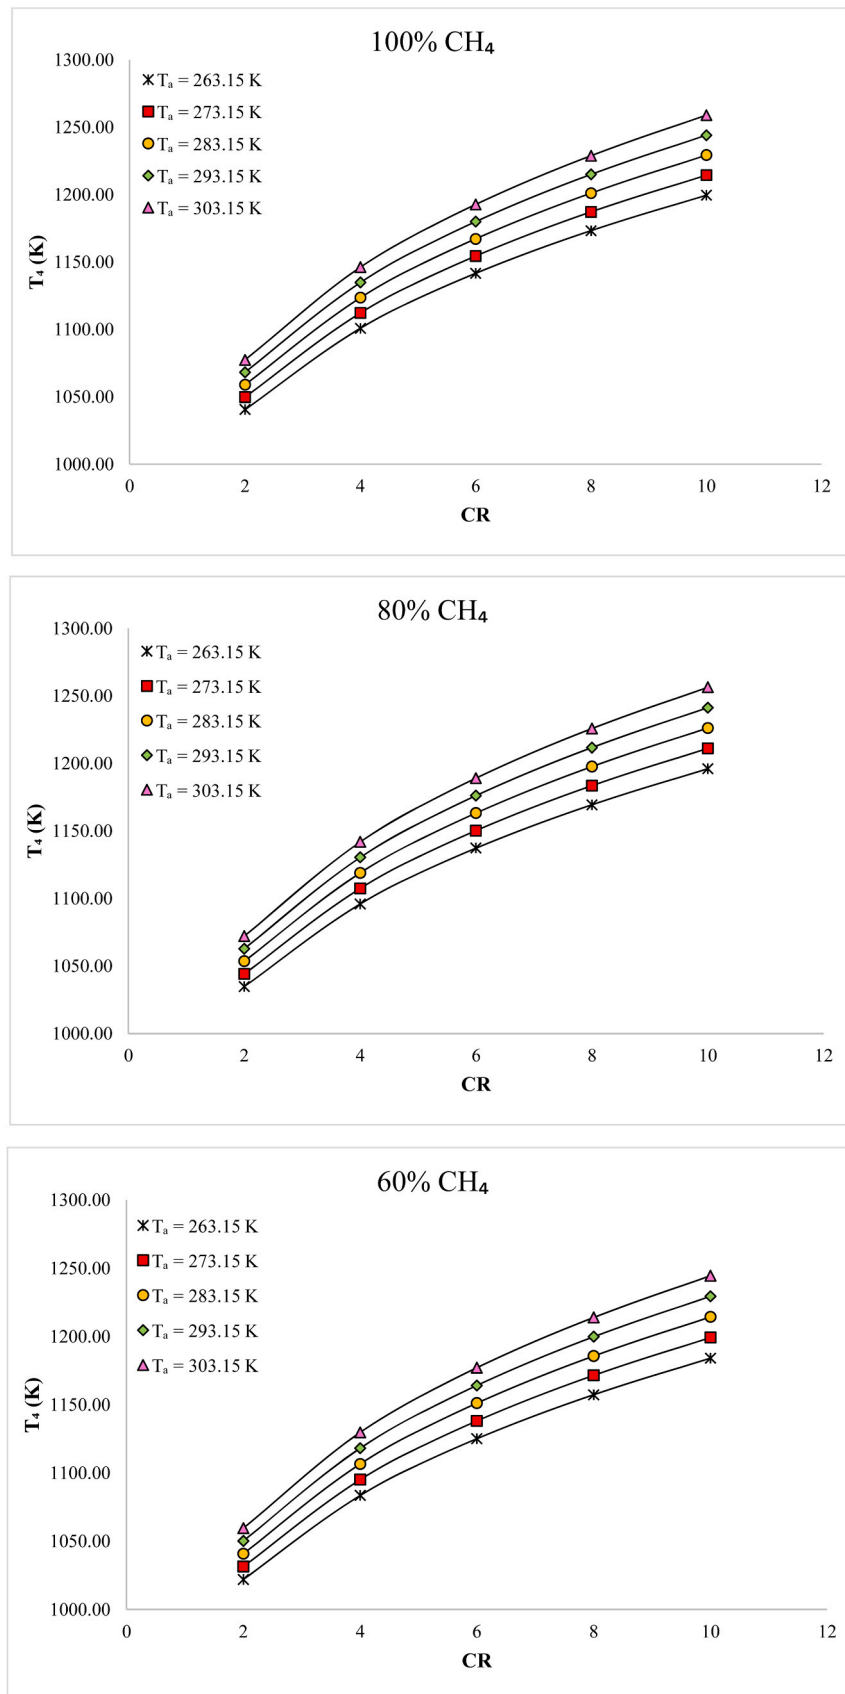 100% CH₄
1300.00
1250.00
1200.00
1150.00
1100.00
1050.00
1000.00
T₄ (K)
Tₐ = 263.15 K
Tₐ = 273.15 K
Tₐ = 283.15 K
Tₐ = 293.15 K
Tₐ = 303.15 K
0 2 4 6 8 10 12
CR
80% CH₄
1300.00
1250.00
1200.00
1150.00
1100.00
1050.00
1000.00
T₄ (K)
Tₐ = 263.15 K
Tₐ = 273.15 K
Tₐ = 283.15 K
Tₐ = 293.15 K
Tₐ = 303.15 K
0 2 4 6 8 10 12
CR
60% CH₄
1300.00
1250.00
1200.00
1150.00
1100.00
1050.00
1000.00
T₄ (K)
Tₐ = 263.15 K
Tₐ = 273.15 K
Tₐ = 283.15 K
Tₐ = 293.15 K
Tₐ = 303.15 K
0 2 4 6 8 10 12
CR